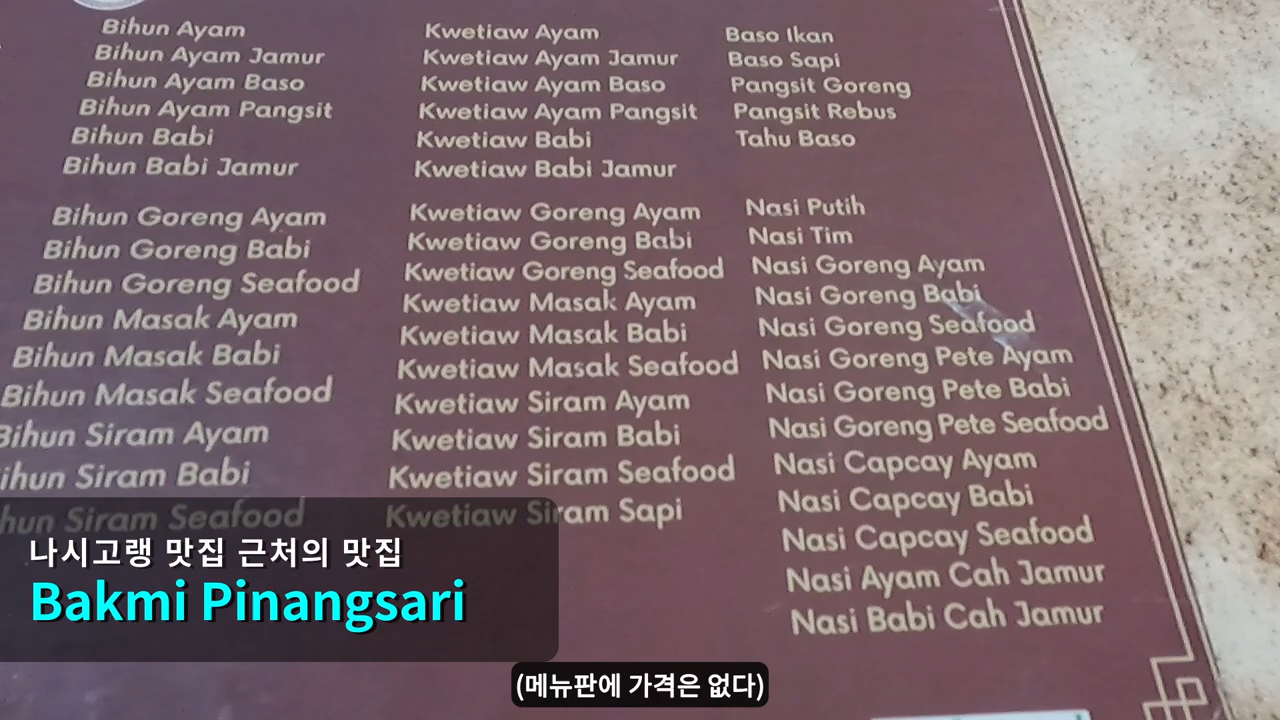 Bihun Ayam
Bihun Ayam Jamur
Bihun Ayam Baso
Bihun Ayam Pangsit
Bihun Babi
Bihun Babi Jamur
Bihun Goreng Ayam
Bihun Goreng Babi
Bihun Goreng Seafood
Bihun Masak Ayam
Bihun Masak Babi
Bihun Masak Seafood
Bihun Siram Ayam
ihun Siram Babi
hun Siram Seafood
Kwetiaw Ayam
Kwetiaw Ayam Jamur
Kwetiaw Ayam Baso
Kwetiaw Ayam Pangsit
Kwetiaw Babi
Kwetiaw Babi Jamur
Kwetiaw Goreng Ayam
Kwetiaw Goreng Babi
Kwetiaw Goreng Seafood
Kwetiaw Masak Ayam
Kwetiaw Masak Babi
Kwetiaw Masak Seafood
Kwetiaw Siram Ayam
Kwetiaw Siram Babi
Kwetiaw Siram Seafood
Kwetiaw Siram Sapi
Baso Ikan
Baso Sapi
Pangsit Goreng
Pangsit Rebus
Tahu Baso
Nasi Putih
Nasi Tim
Nasi Goreng Ayam
Nasi Goreng Babi
Nasi Goreng Seafood
Nasi Goreng Pete Ayam
Nasi Goreng Pete Babi
Nasi Goreng Pete Seafood
Nasi Capcay Ayam
Nasi Capcay Babi
Nasi Capcay Seafood
Nasi Ayam Cah Jamur
Nasi Babi Cah Jamur
나시고랭 맛집 근처의 맛집
Bakmi Pinangsari
(메뉴판에 가격은 없다)